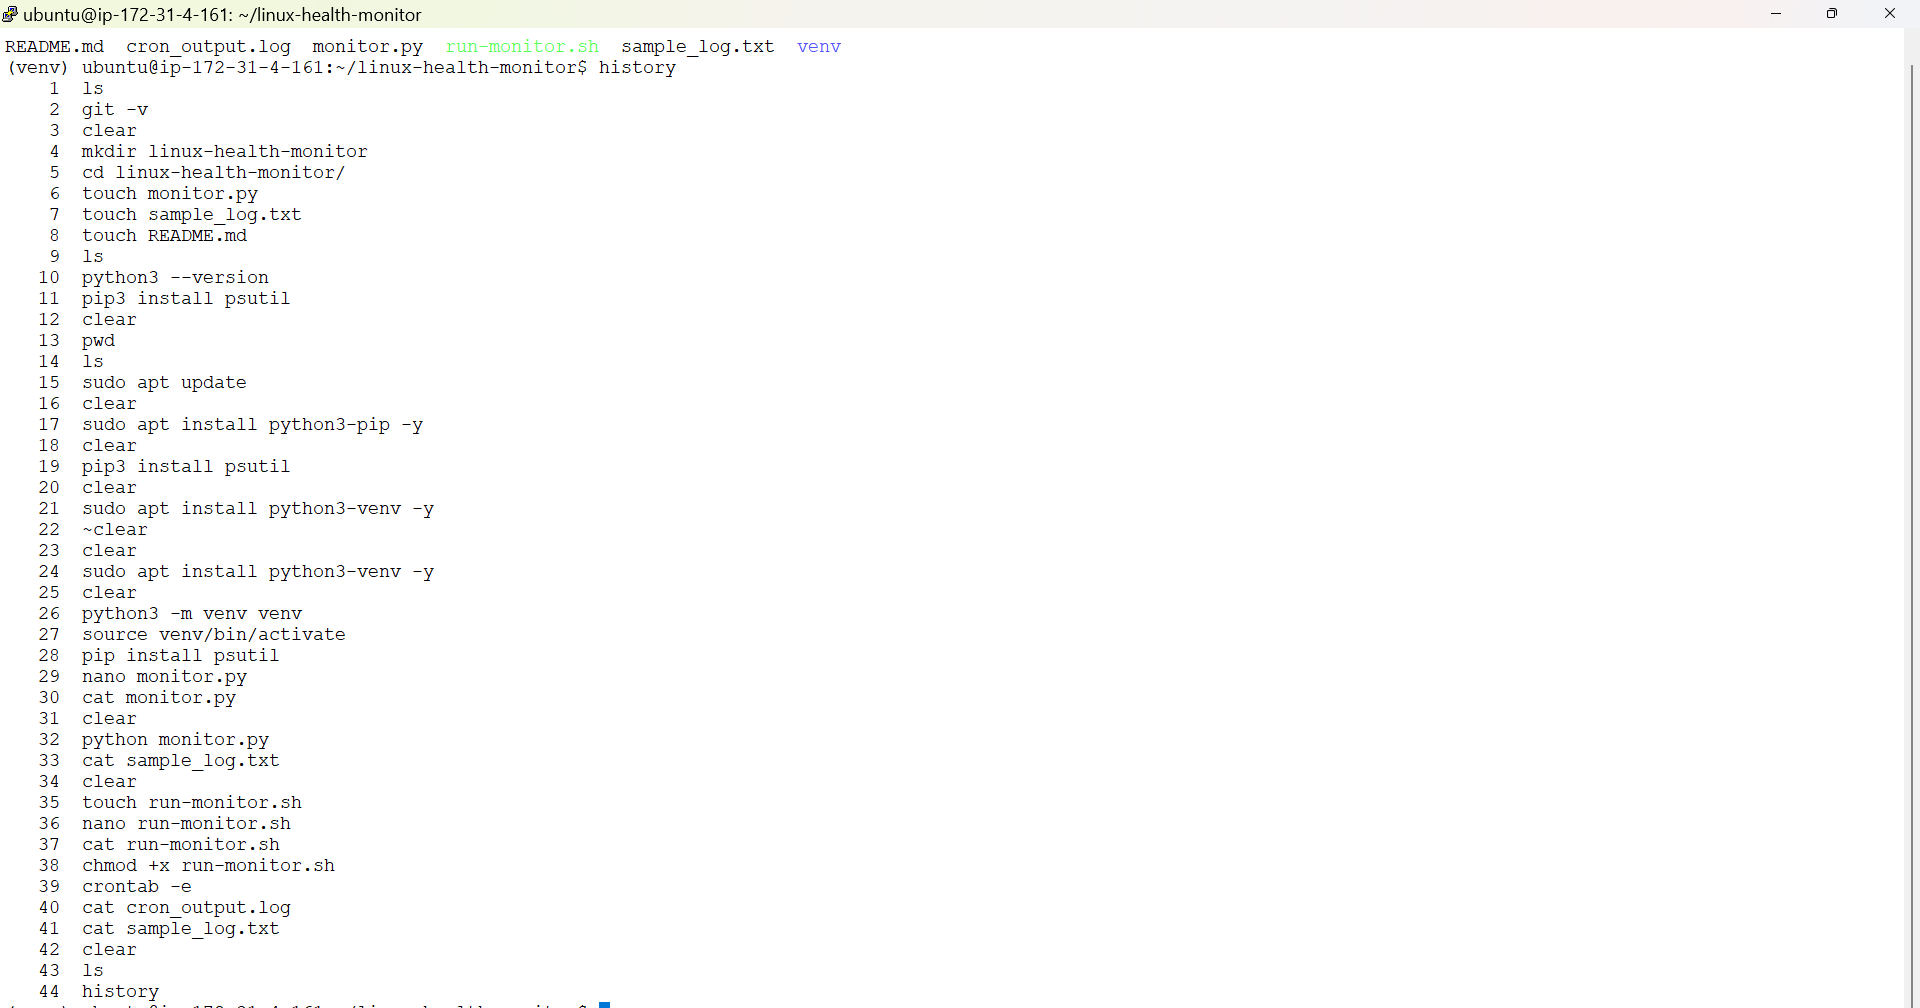 ubuntu@ip-172-31-4-161: ~/linux-health-monitor
README.md  cron_output.log  monitor.py  run-monitor.sh  sample_log.txt  venv
(venv) ubuntu@ip-172-31-4-161:~/linux-health-monitor$ history
1  ls
2  git -v
3  clear
4  mkdir linux-health-monitor
5  cd linux-health-monitor/
6  touch monitor.py
7  touch sample_log.txt
8  touch README.md
9  ls
10  python3 --version
11  pip3 install psutil
12  clear
13  pwd
14  ls
15  sudo apt update
16  clear
17  sudo apt install python3-pip -y
18  clear
19  pip3 install psutil
20  clear
21  sudo apt install python3-venv -y
22  ~clear
23  clear
24  sudo apt install python3-venv -y
25  clear
26  python3 -m venv venv
27  source venv/bin/activate
28  pip install psutil
29  nano monitor.py
30  cat monitor.py
31  clear
32  python monitor.py
33  cat sample_log.txt
34  clear
35  touch run-monitor.sh
36  nano run-monitor.sh
37  cat run-monitor.sh
38  chmod +x run-monitor.sh
39  crontab -e
40  cat cron_output.log
41  cat sample_log.txt
42  clear
43  ls
44  history